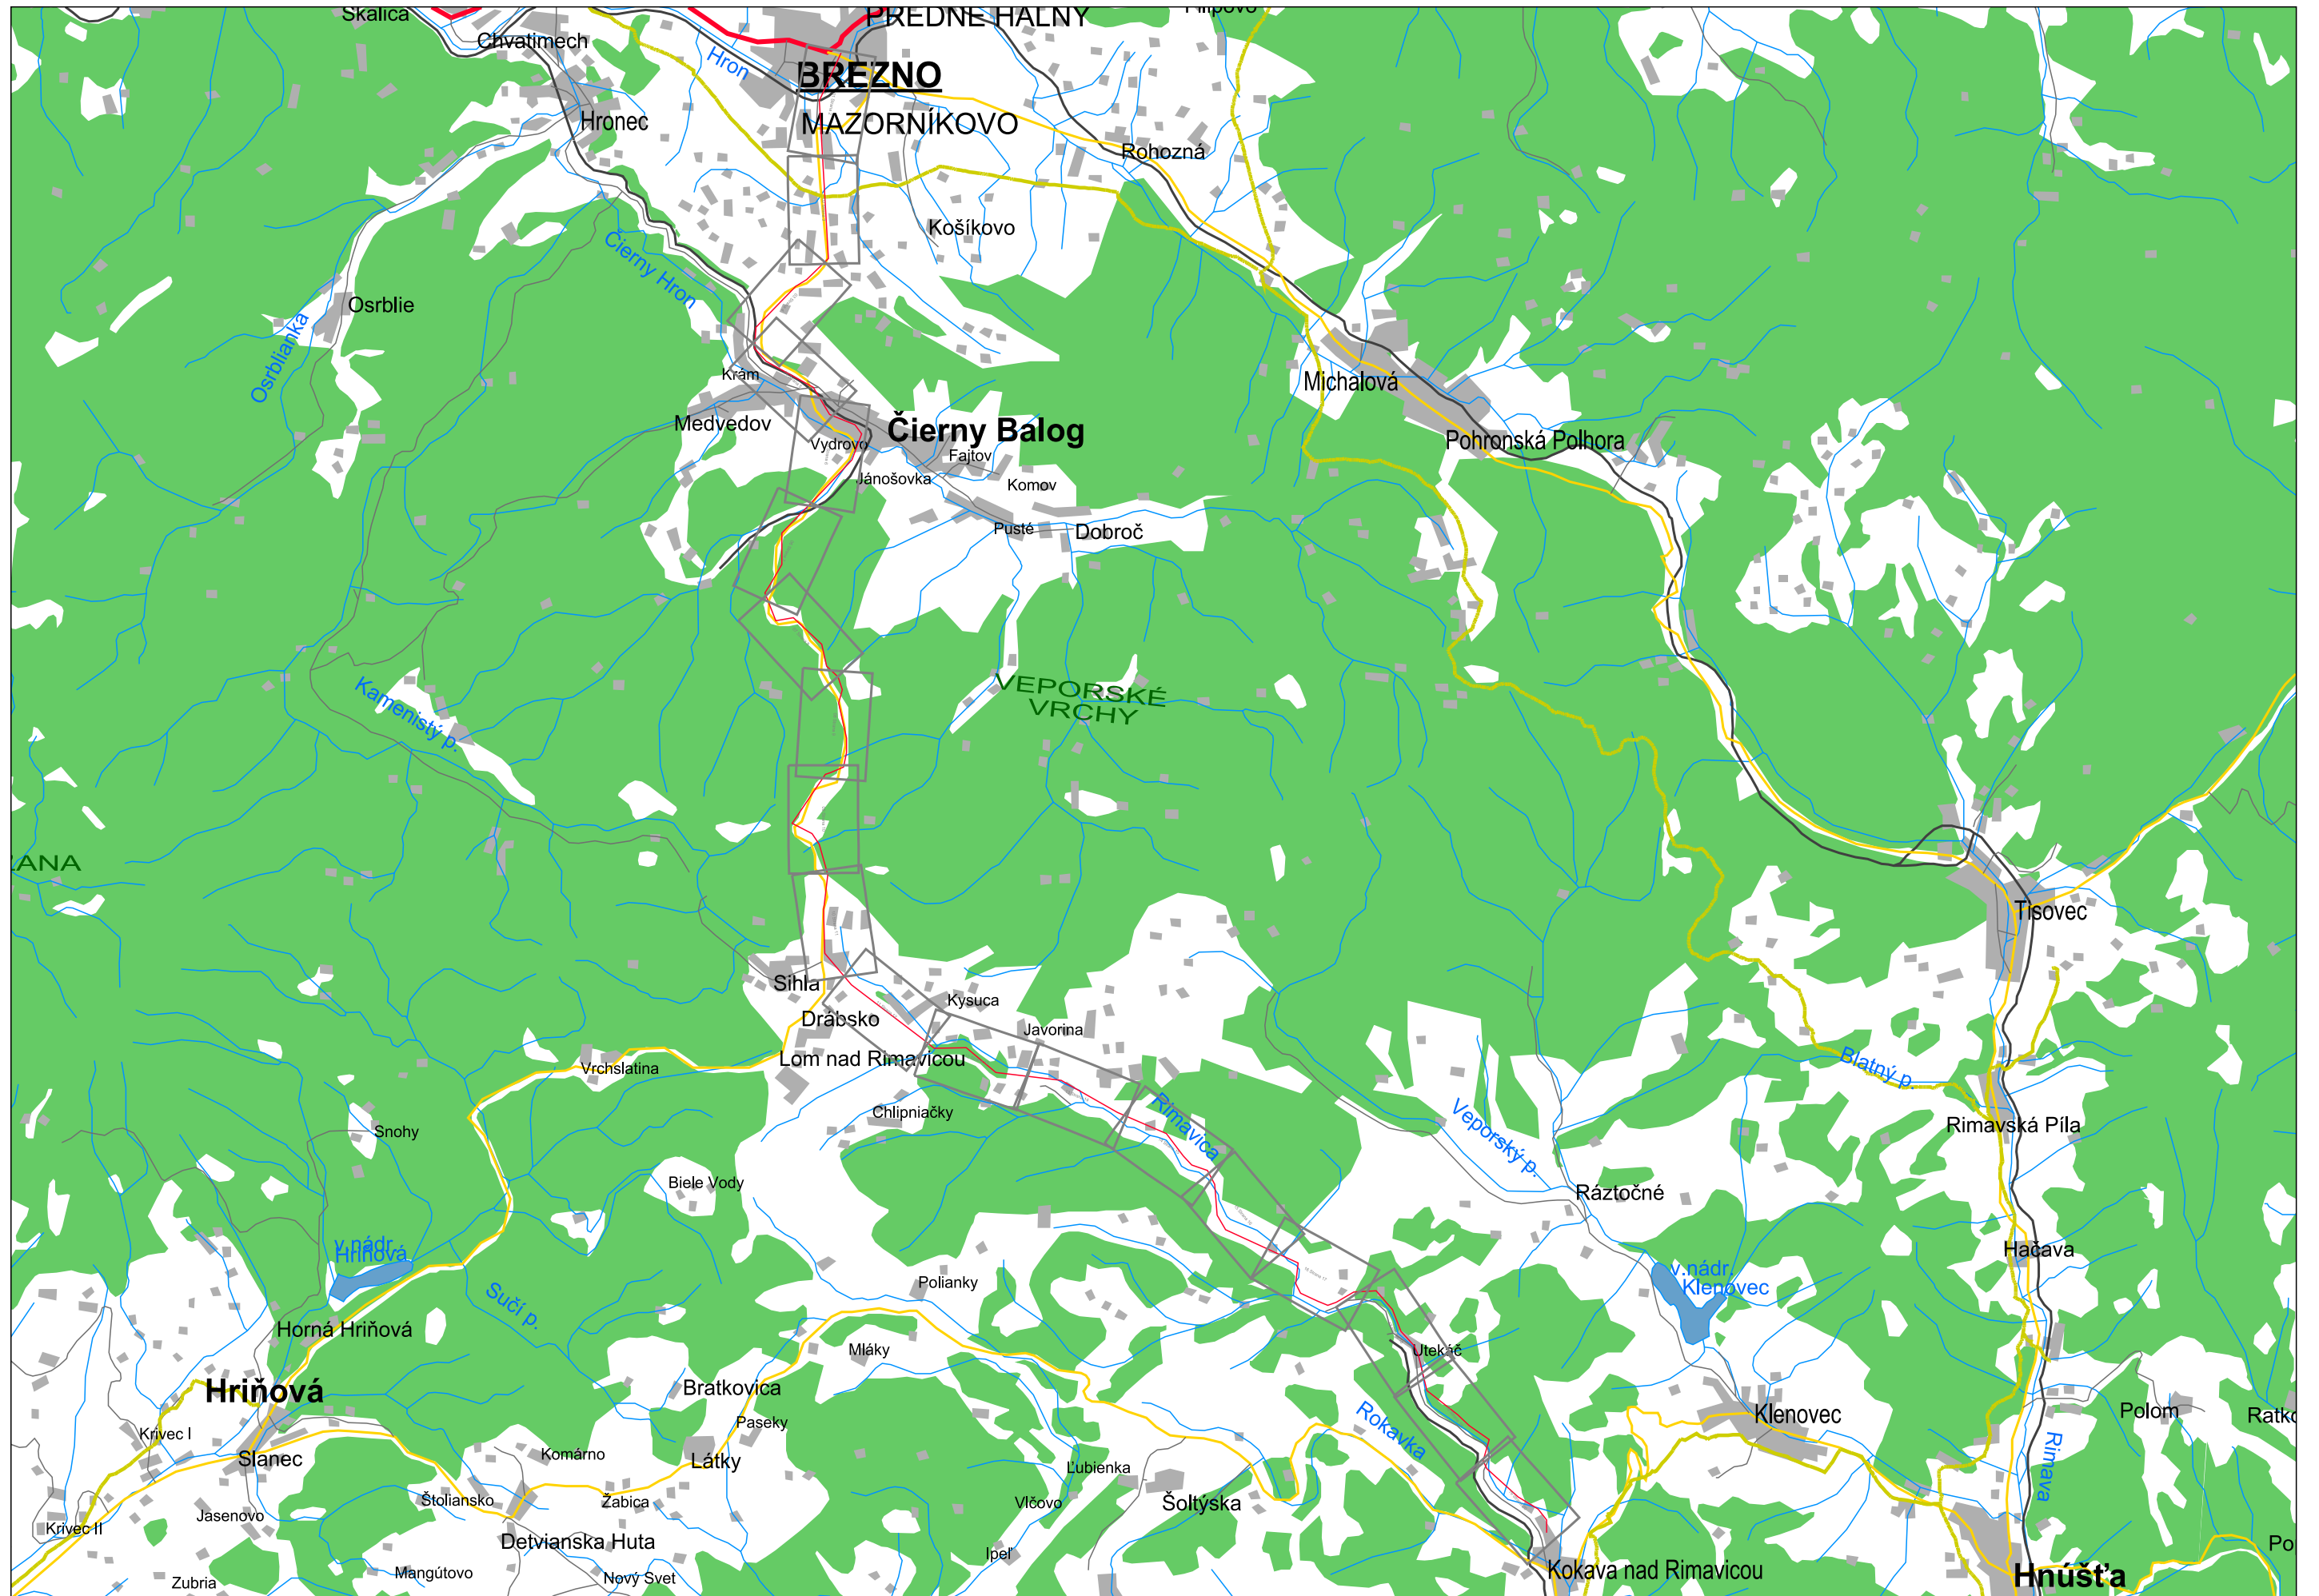 Skalica
PREDNÉ HALNY
Chvatimech
Hron
BREZNO
Hronec
MAZORNÍKOVO
Rohozná
Košíkovo
Čierny Hron
Osrblie
Osrblianka
Krám
Michalová
Medvedov
Čierny Balog
Vydrovo
Fajtov
Pohronská Polhora
Jánošovka
Komov
Pusté
Dobroč
VEPORSKÉ
VRCHY
Kamenistý p.
ANA
Tisovec
Sihla
Kysuca
Drábsko
Javorina
Lom nad Rimavicou
Vrchslatina
Blatný p.
Chlipniačky
Rimavica
Veporský p.
Rimavská Píla
Snohy
Biele Vody
Ráztočné
v.nádr.
Hriňová
Hačava
v.nádr.
Klenovec
Polianky
Sučí p.
Horná Hriňová
Mláky
Utekáč
Hriňová
Bratkovica
Paseky
Rokavka
Klenovec
Polom
Ratko
Krivec I
Slanec
Komárno
Látky
Ľubienka
Rimava
Štoliansko
Žabica
Vlčovo
Šoltýska
Jasenovo
Krivec II
Detvianska Huta
Ipeľ
Po
Zubria
Mangútovo
Nový Svet
Kokava nad Rimavicou
Hnúšťa